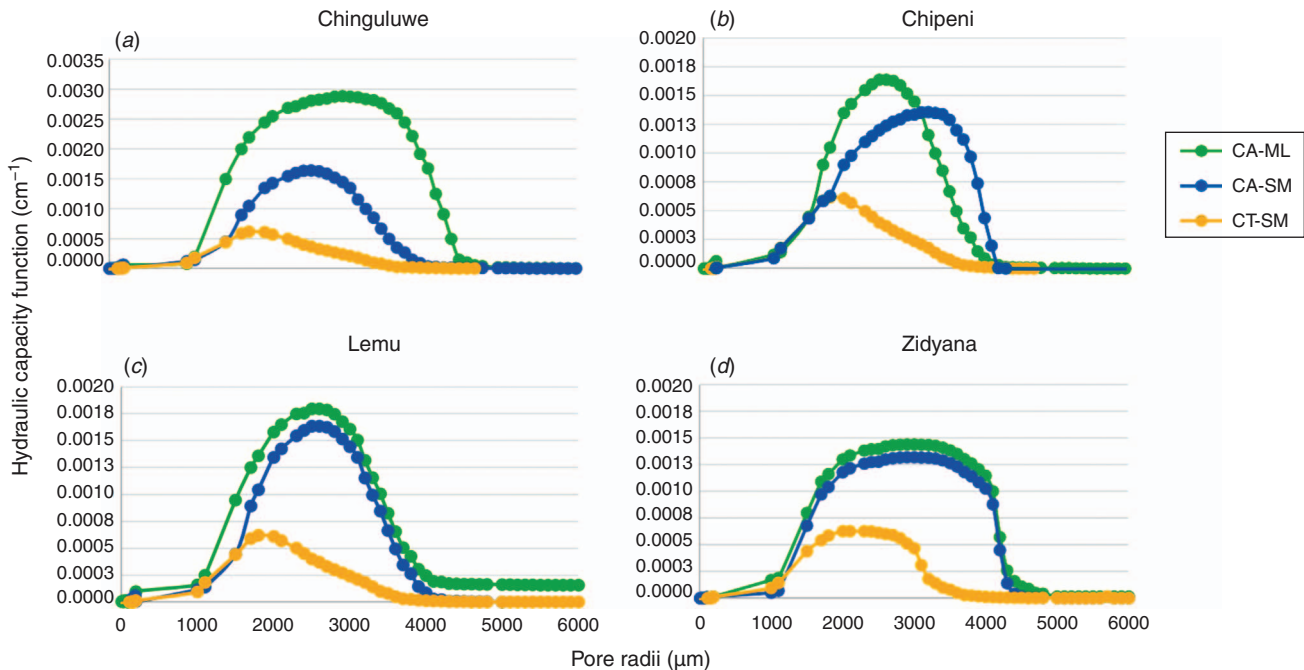 Chinguluwe
(a)
0.0035
0.0030
0.0025
0.0020
0.0015
0.0010
0.0005
0.0000
Chipeni
(b)
0.0020
0.0018
0.0015
0.0013
0.0010
0.0008
0.0005
0.0003
0.0000
CA-ML
CA-SM
CT-SM
Hydraulic capacity function (cm−1)
Lemu
(c)
0.0020
0.0018
0.0015
0.0013
0.0010
0.0008
0.0005
0.0003
0.0000
0 1000 2000 3000 4000 5000 6000
Zidyana
(d)
0.0020
0.0018
0.0015
0.0013
0.0010
0.0008
0.0005
0.0003
0.0000
0 1000 2000 3000 4000 5000 6000
Pore radii (µm)